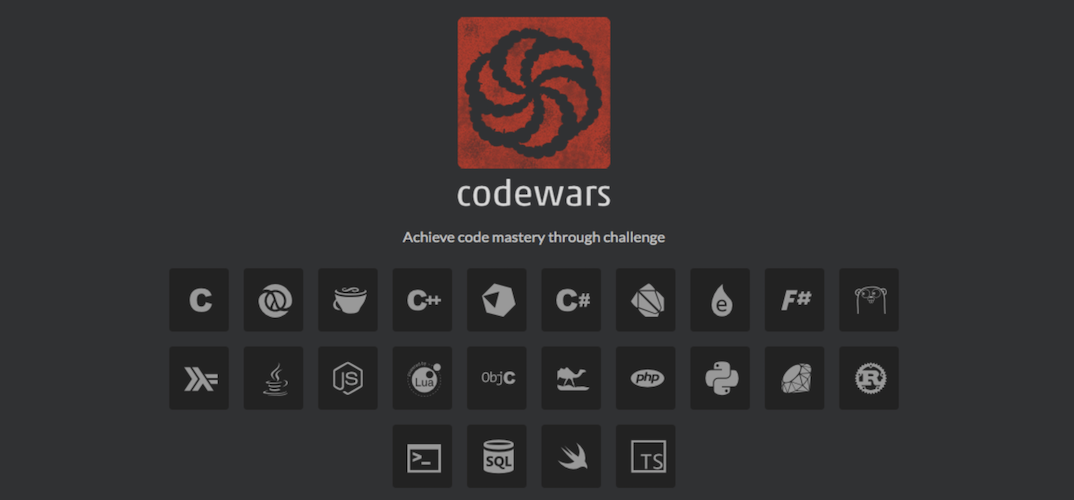 codewars
Achieve code mastery through challenge
C C++ C# e F#
JS Lua ObjC php R
>_ SQL TS